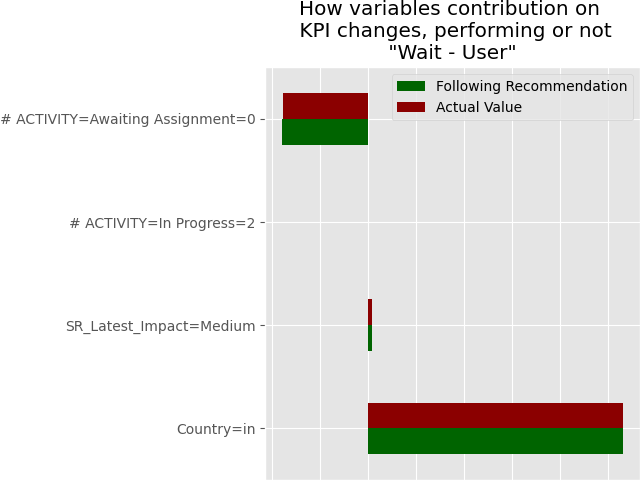 How variables contribution on
KPI changes, performing or not
"Wait - User"
Following Recommendation
Actual Value
# ACTIVITY=Awaiting Assignment=0
# ACTIVITY=In Progress=2
SR_Latest_Impact=Medium
Country=in